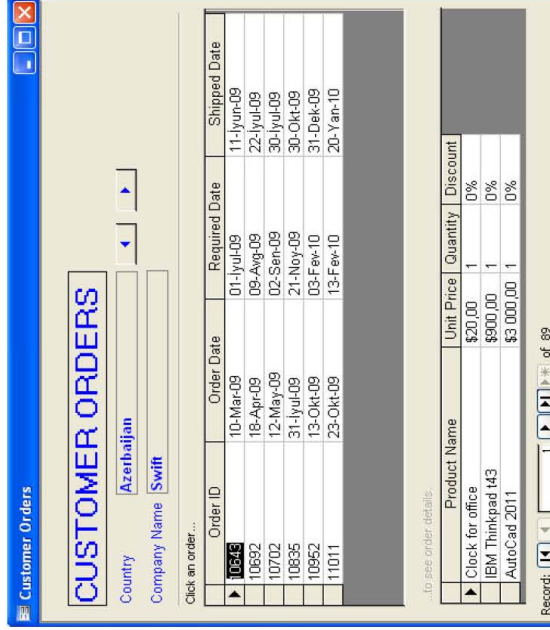 Customer Orders
CUSTOMER ORDERS
Country Azerbaijan
Company Name Swift
Click an order...
Order ID Order Date Required Date Shipped Date
10643 10-Mar-09 01-İyul-09 11-İyun-09
10692 18-Apr-09 09-Avg-09 22-İyul-09
10702 12-May-09 02-Sen-09 30-İyul-09
10835 31-İyul-09 21-Noy-09 30-Okt-09
10952 13-Okt-09 03-Fev-10 31-Dek-09
11011 23-Okt-09 13-Fev-10 20-Yan-10
...to see order details.
Product Name Unit Price Quantity Discount
Clock for office $20,00 1 0%
IBM Thinkpad t43 $900,00 1 0%
AutoCad 2011 $3 000,00 1 0%
Record: 1 of 89